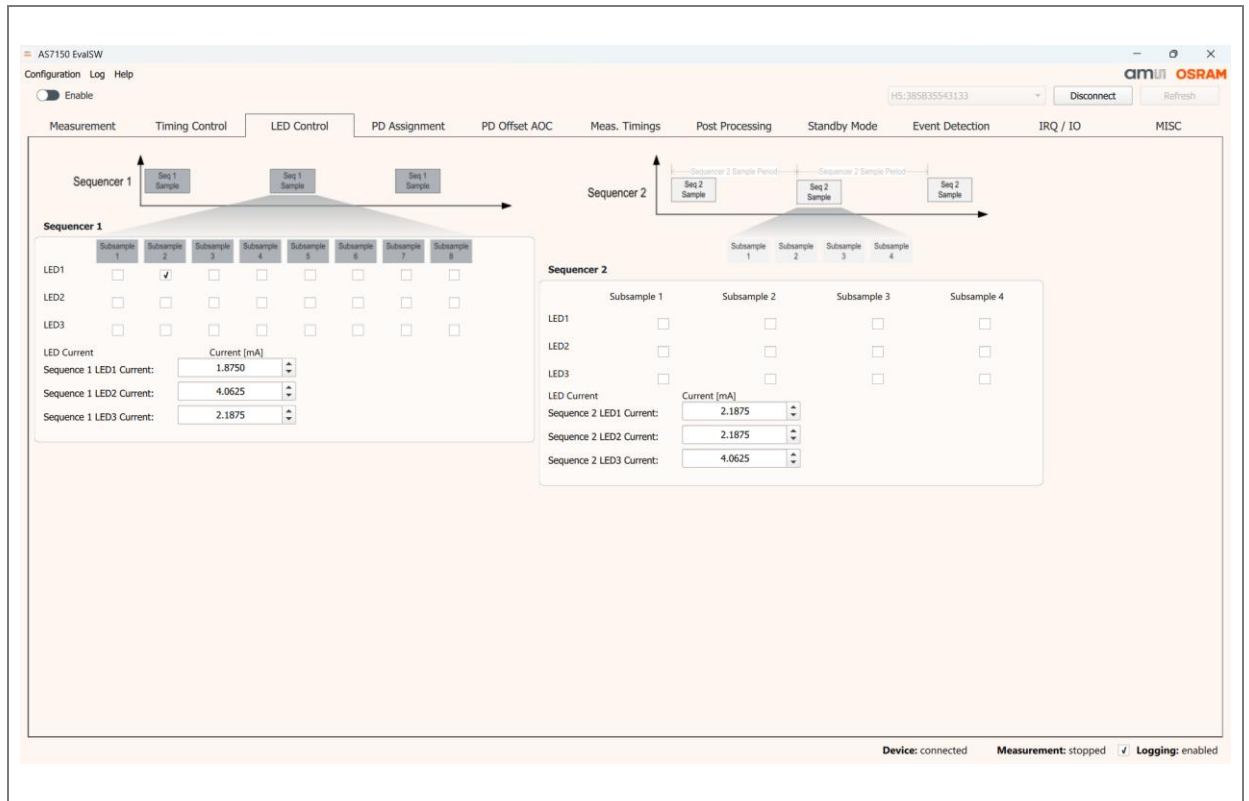 AS7150 EvalSW
Configuration Log Help
am OSRAM
Enable
H5:385835543133
Disconnect
Refresh
Measurement
Timing Control
LED Control
PD Assignment
PD Offset AOC
Meas. Timings
Post Processing
Standby Mode
Event Detection
IRQ / IO
MISC
Sequencer 1
Seq 1
Sample
Seq 1
Sample
Seq 1
Sample
Sequencer 1
Subsample
1
Subsample
2
Subsample
3
Subsample
4
Subsample
5
Subsample
6
Subsample
7
Subsample
8
LED1
LED2
LED3
LED Current
Current [mA]
Sequence 1 LED1 Current: 1.8750
Sequence 1 LED2 Current: 4.0625
Sequence 1 LED3 Current: 2.1875
Sequencer 2
Sequencer 2 Sample Period
Sequencer 2 Sample Period
Seq 2
Sample
Seq 2
Sample
Seq 2
Sample
Subsample
1
Subsample
2
Subsample
3
Subsample
4
Sequencer 2
Subsample 1
Subsample 2
Subsample 3
Subsample 4
LED1
LED2
LED3
LED Current
Current [mA]
Sequence 2 LED1 Current: 2.1875
Sequence 2 LED2 Current: 2.1875
Sequence 2 LED3 Current: 4.0625
Device: connected
Measurement: stopped
Logging: enabled